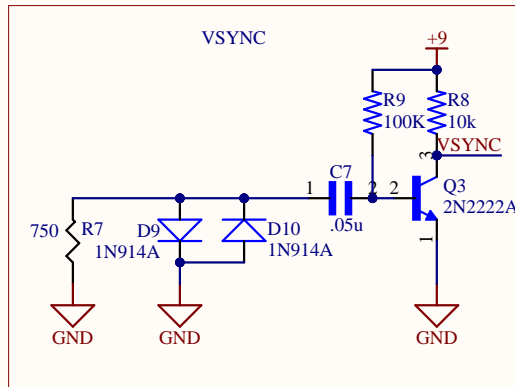 VSYNC
+9
R9
100K
R8
10k
VSYNC
3
C7
1
2
2
Q3
2N2222A
.05u
750
R7
D9
1N914A
D10
1N914A
1
GND
GND
GND